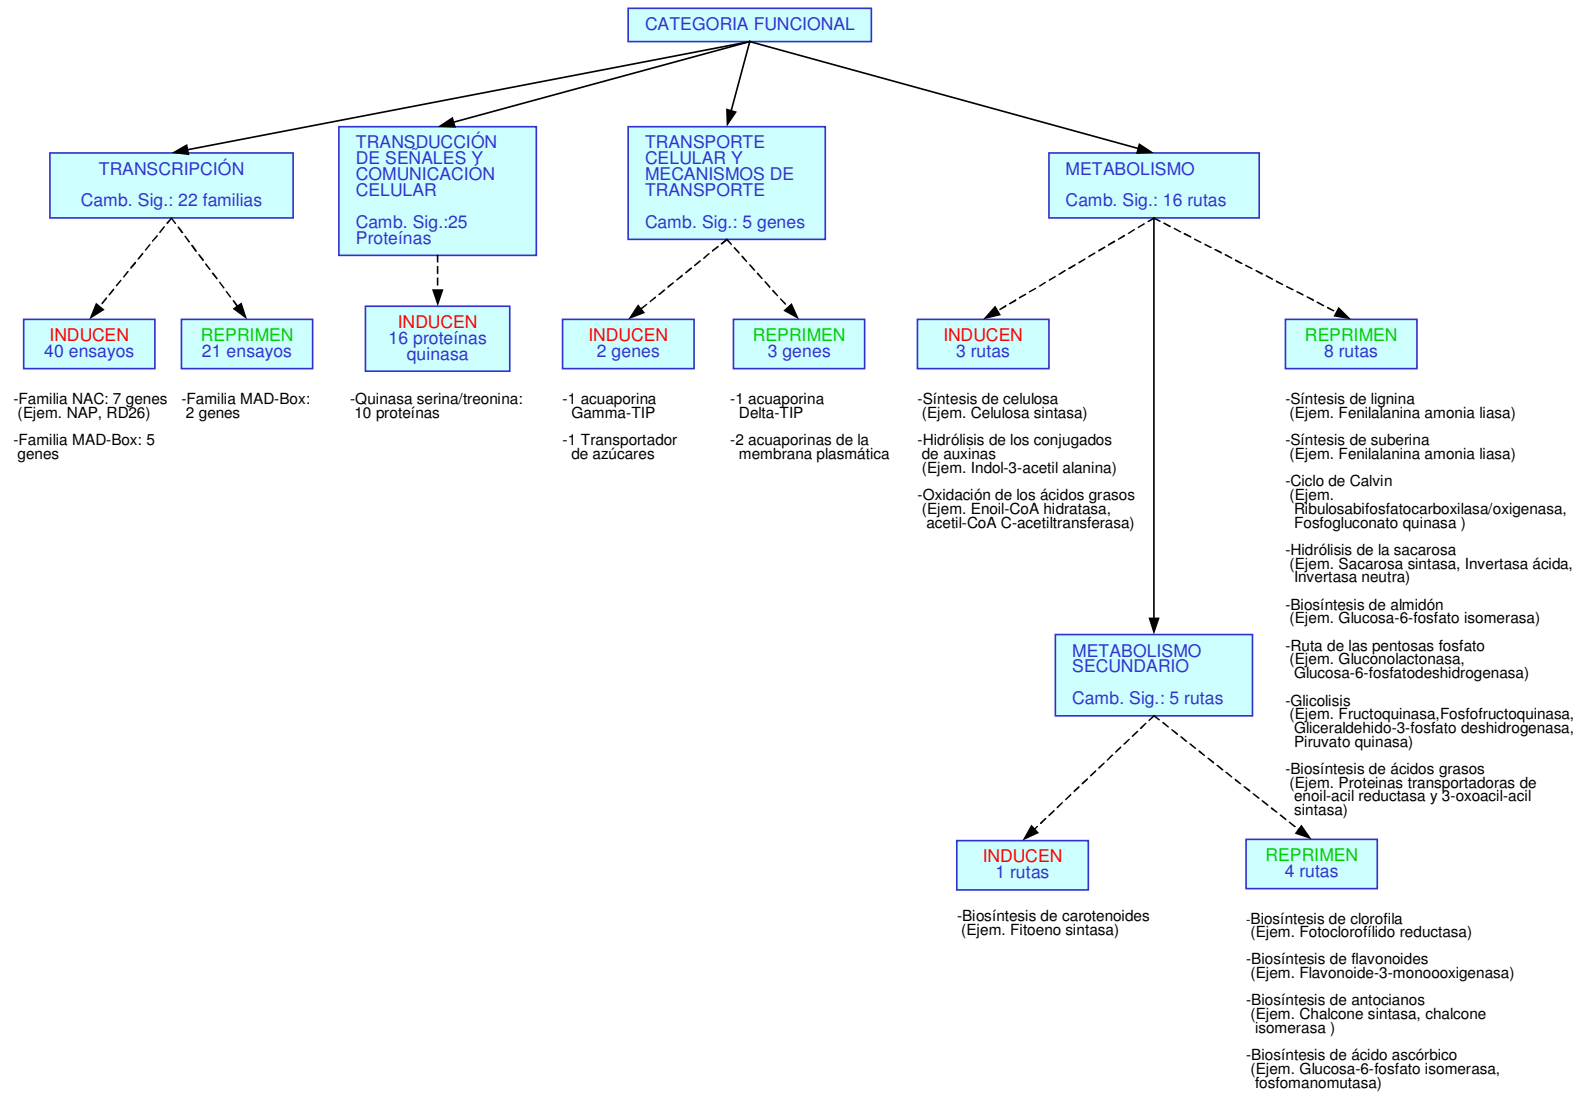 CATEGORIA FUNCIONAL
TRANSCRIPCIÓN
Camb. Sig.: 22 familias
TRANSDUCCIÓN
DE SEÑALES Y
COMUNICACIÓN
CELULAR
Camb. Sig.:25
Proteínas
TRANSPORTE
CELULAR Y
MECANISMOS DE
TRANSPORTE
Camb. Sig.: 5 genes
METABOLISMO
Camb. Sig.: 16 rutas
INDUCEN
40 ensayos
REPRIMEN
21 ensayos
INDUCEN
16 proteínas
quinasa
INDUCEN
2 genes
REPRIMEN
3 genes
INDUCEN
3 rutas
REPRIMEN
8 rutas
-Familia NAC: 7 genes
(Ejem. NAP, RD26)
-Familia MAD-Box: 5
genes
-Familia MAD-Box:
2 genes
-Quinasa serina/treonina:
10 proteínas
-1 acuaporina
Gamma-TIP
-1 Transportador
de azúcares
-1 acuaporina
Delta-TIP
-2 acuaporinas de la
membrana plasmática
-Síntesis de celulosa
(Ejem. Celulosa sintasa)
-Hidrólisis de los conjugados
de auxinas
(Ejem. Indol-3-acetil alanina)
-Oxidación de los ácidos grasos
(Ejem. Enoil-CoA hidratasa,
acetil-CoA C-acetiltransferasa)
-Síntesis de lignina
(Ejem. Fenilalanina amonia liasa)
-Síntesis de suberina
(Ejem. Fenilalanina amonia liasa)
-Ciclo de Calvin
(Ejem.
Ribulosabifosfatocarboxilasa/oxigenasa,
Fosfogluconato quinasa )
-Hidrólisis de la sacarosa
(Ejem. Sacarosa sintasa, Invertasa ácida,
Invertasa neutra)
-Biosíntesis de almidón
(Ejem. Glucosa-6-fosfato isomerasa)
-Ruta de las pentosas fosfato
(Ejem. Gluconolactonasa,
Glucosa-6-fosfatodeshidrogenasa)
-Glicolisis
(Ejem. Fructoquinasa,Fosfofructoquinasa,
Gliceraldehido-3-fosfato deshidrogenasa,
Piruvato quinasa)
-Biosíntesis de ácidos grasos
(Ejem. Proteinas transportadoras de
enoil-acil reductasa y 3-oxoacil-acil
sintasa)
METABOLISMO
SECUNDARIO
Camb. Sig.: 5 rutas
INDUCEN
1 rutas
REPRIMEN
4 rutas
-Biosíntesis de carotenoides
(Ejem. Fitoeno sintasa)
-Biosíntesis de clorofila
(Ejem. Fotoclorofílido reductasa)
-Biosíntesis de flavonoides
(Ejem. Flavonoide-3-monoooxigenasa)
-Biosíntesis de antocianos
(Ejem. Chalcone sintasa, chalcone
isomerasa )
-Biosíntesis de ácido ascórbico
(Ejem. Glucosa-6-fosfato isomerasa,
fosfomanomutasa)